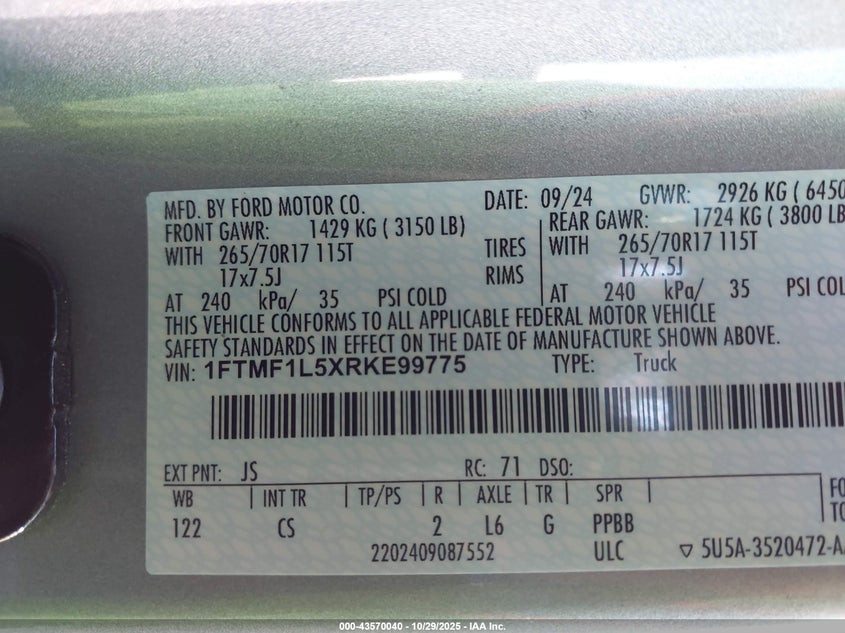 MFD. BY FORD MOTOR CO. DATE: 09/24 GVWR: 2926 KG ( 6450
FRONT GAWR: 1429 KG ( 3150 LB) REAR GAWR: 1724 KG ( 3800 LB
WITH 265/70R17 115T TIRES WITH 265/70R17 115T
17x7.5J RIMS 17x7.5J
AT 240 kPa/ 35 PSI COLD AT 240 kPa/ 35 PSI COL
THIS VEHICLE CONFORMS TO ALL APPLICABLE FEDERAL MOTOR VEHICLE
SAFETY STANDARDS IN EFFECT ON THE DATE OF MANUFACTURE SHOWN ABOVE.
VIN: 1FTMF1L5XRKE99775 TYPE: Truck
EXT PNT: JS RC: 71 DSO:
WB INT TR TP/PS R AXLE TR SPR FO
122 CS 2 L6 G PPBB TO
2202409087552 ULC ▽ 5U5A-3520472-A
000-43570040 - 10/29/2025 - IAA Inc.